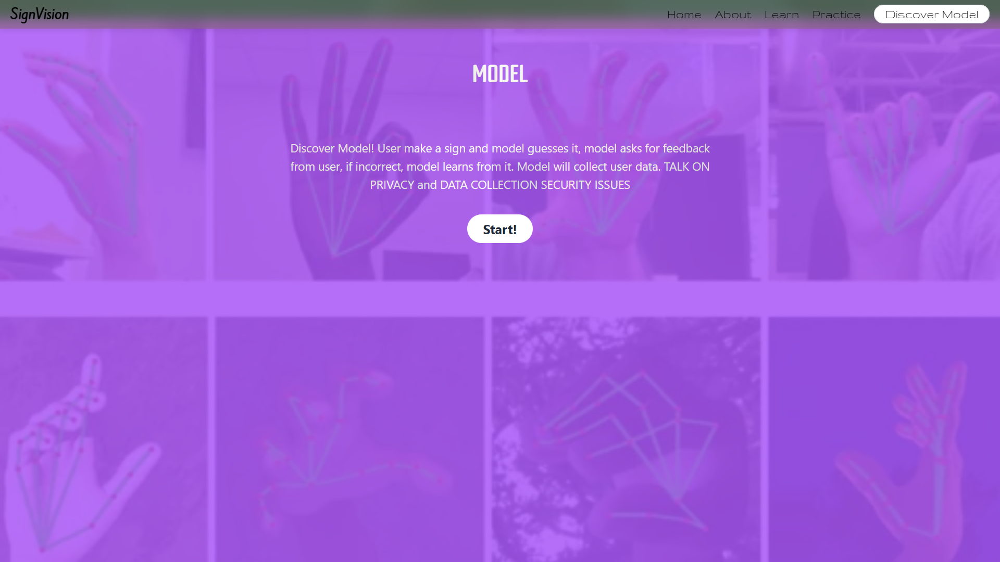 SignVision
Home About Learn Practice Discover Model
MODEL
Discover Model! User make a sign and model guesses it, model asks for feedback
from user, if incorrect, model learns from it. Model will collect user data. TALK ON
PRIVACY and DATA COLLECTION SECURITY ISSUES
Start!